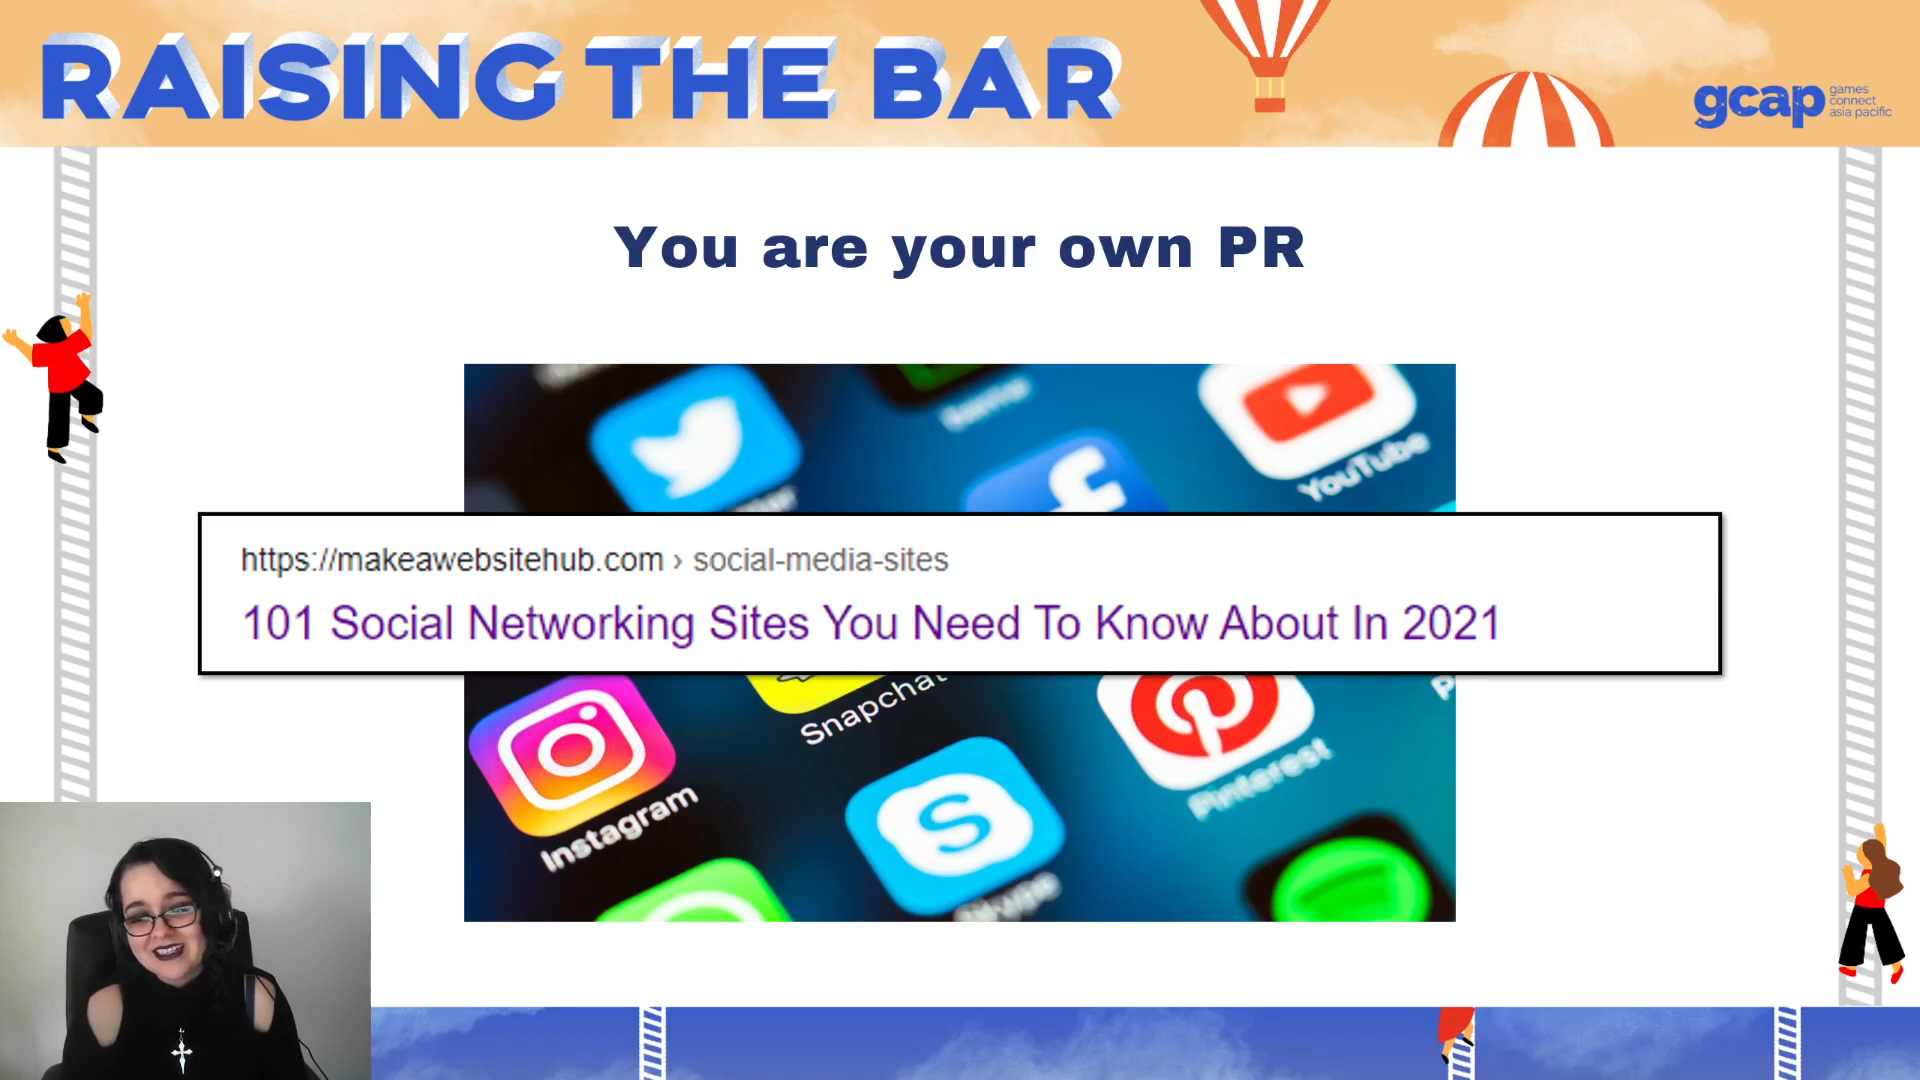 RAISING THE BAR
gcap
games
connect
asia pacific
You are your own PR
YouTube
https://makeawebsitehub.com › social-media-sites
101 Social Networking Sites You Need To Know About In 2021
Snapchat
Instagram
Pinterest
Skype